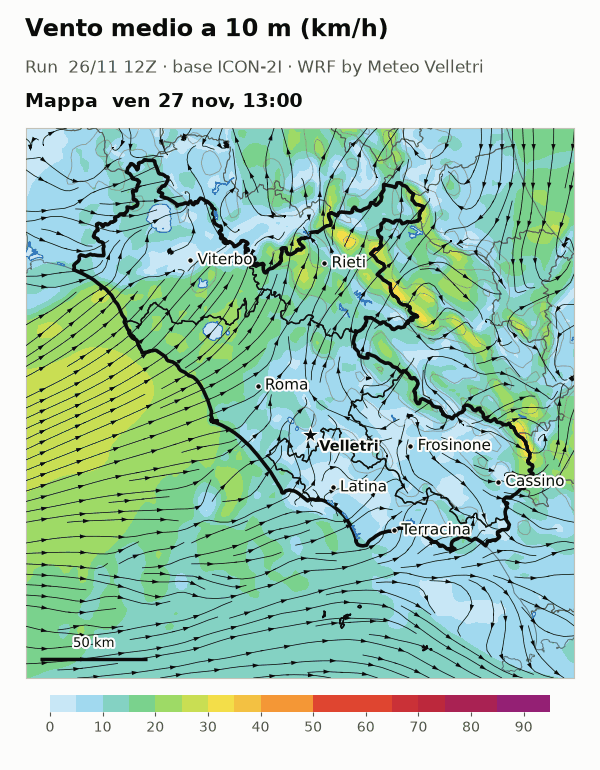 Vento medio a 10 m (km/h)
Run  26/11 12Z · base ICON-2I · WRF by Meteo Velletri
Mappa  ven 27 nov, 13:00
Viterbo
Rieti
Roma
Velletri
Frosinone
Cassino
Latina
Terracina
50 km
0 10 20 30 40 50 60 70 80 90